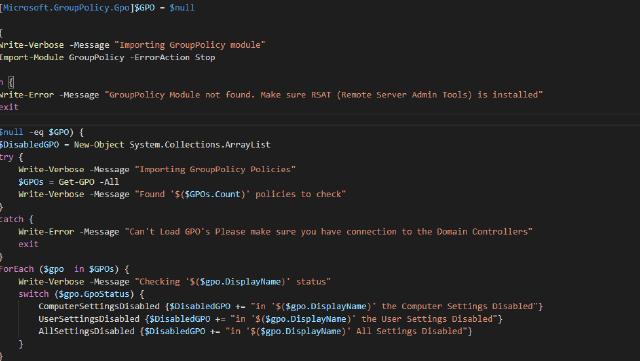 [Microsoft.GroupPolicy.Gpo]$GPO = $null
{
Write-Verbose -Message "Importing GroupPolicy module"
Import-Module GroupPolicy -ErrorAction Stop
h {
Write-Error -Message "GroupPolicy Module not found. Make sure RSAT (Remote Server Admin Tools) is installed"
exit
$null -eq $GPO) {
$DisabledGPO = New-Object System.Collections.ArrayList
try {
Write-Verbose -Message "Importing GroupPolicy Policies"
$GPOs = Get-GPO -All
Write-Verbose -Message "Found '$($GPOs.Count)' policies to check"
}
catch {
Write-Error -Message "Can't Load GPO's Please make sure you have connection to the Domain Controllers"
exit
}
ForEach ($gpo in $GPOs) {
Write-Verbose -Message "Checking '$($gpo.DisplayName)' status"
switch ($gpo.GpoStatus) {
ComputerSettingsDisabled {$DisabledGPO += "in '$($gpo.DisplayName)' the Computer Settings Disabled"}
UserSettingsDisabled {$DisabledGPO += "in '$($gpo.DisplayName)' the User Settings Disabled"}
AllSettingsDisabled {$DisabledGPO += "in '$($gpo.DisplayName)' All Settings Disabled"}
}
}